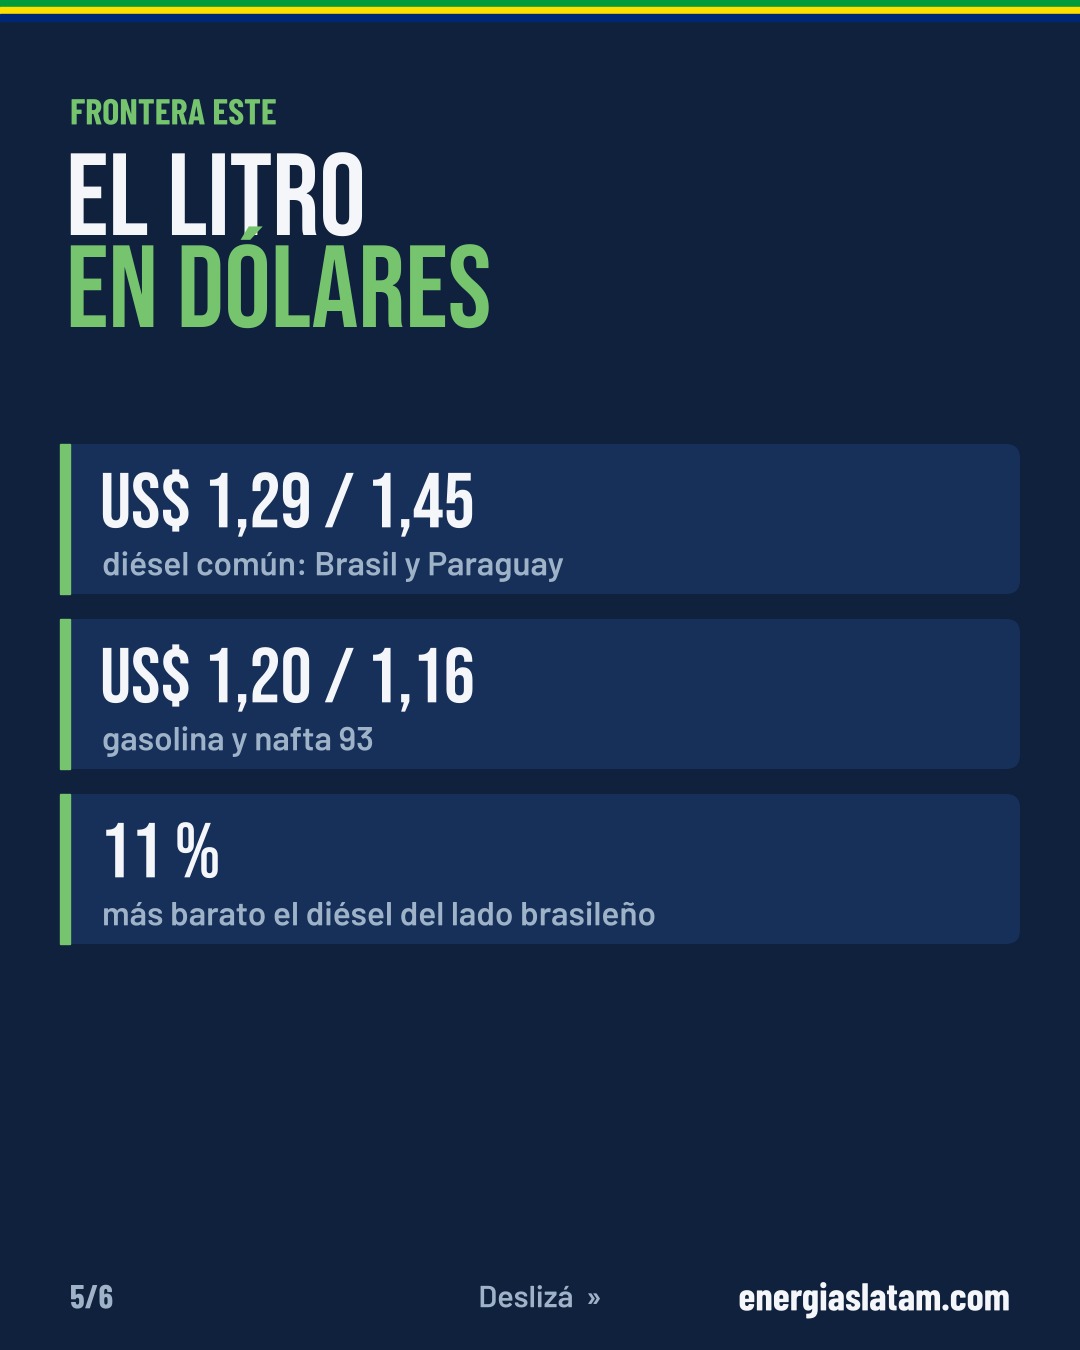 FRONTERA ESTE
EL LITRO
EN DÓLARES
US$ 1,29 / 1,45
diésel común: Brasil y Paraguay
US$ 1,20 / 1,16
gasolina y nafta 93
11 %
más barato el diésel del lado brasileño
5/6
Deslizá »
energiaslatam.com